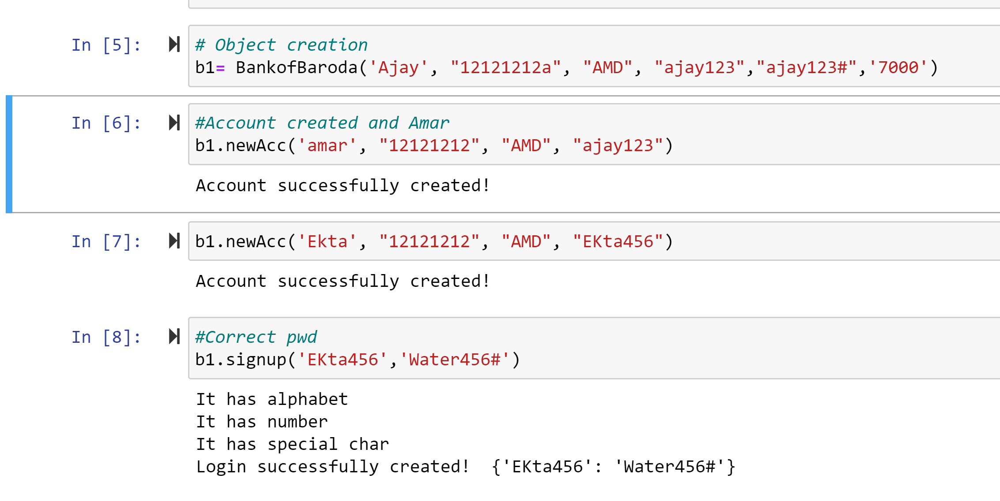 In [5]:
# Object creation
b1= BankofBaroda('Ajay', "12121212a", "AMD", "ajay123","ajay123#",'7000')
In [6]:
#Account created and Amar
b1.newAcc('amar', "12121212", "AMD", "ajay123")
Account successfully created!
In [7]:
b1.newAcc('Ekta', "12121212", "AMD", "EKta456")
Account successfully created!
In [8]:
#Correct pwd
b1.signup('EKta456','Water456#')
It has alphabet
It has number
It has special char
Login successfully created!  {'EKta456': 'Water456#'}